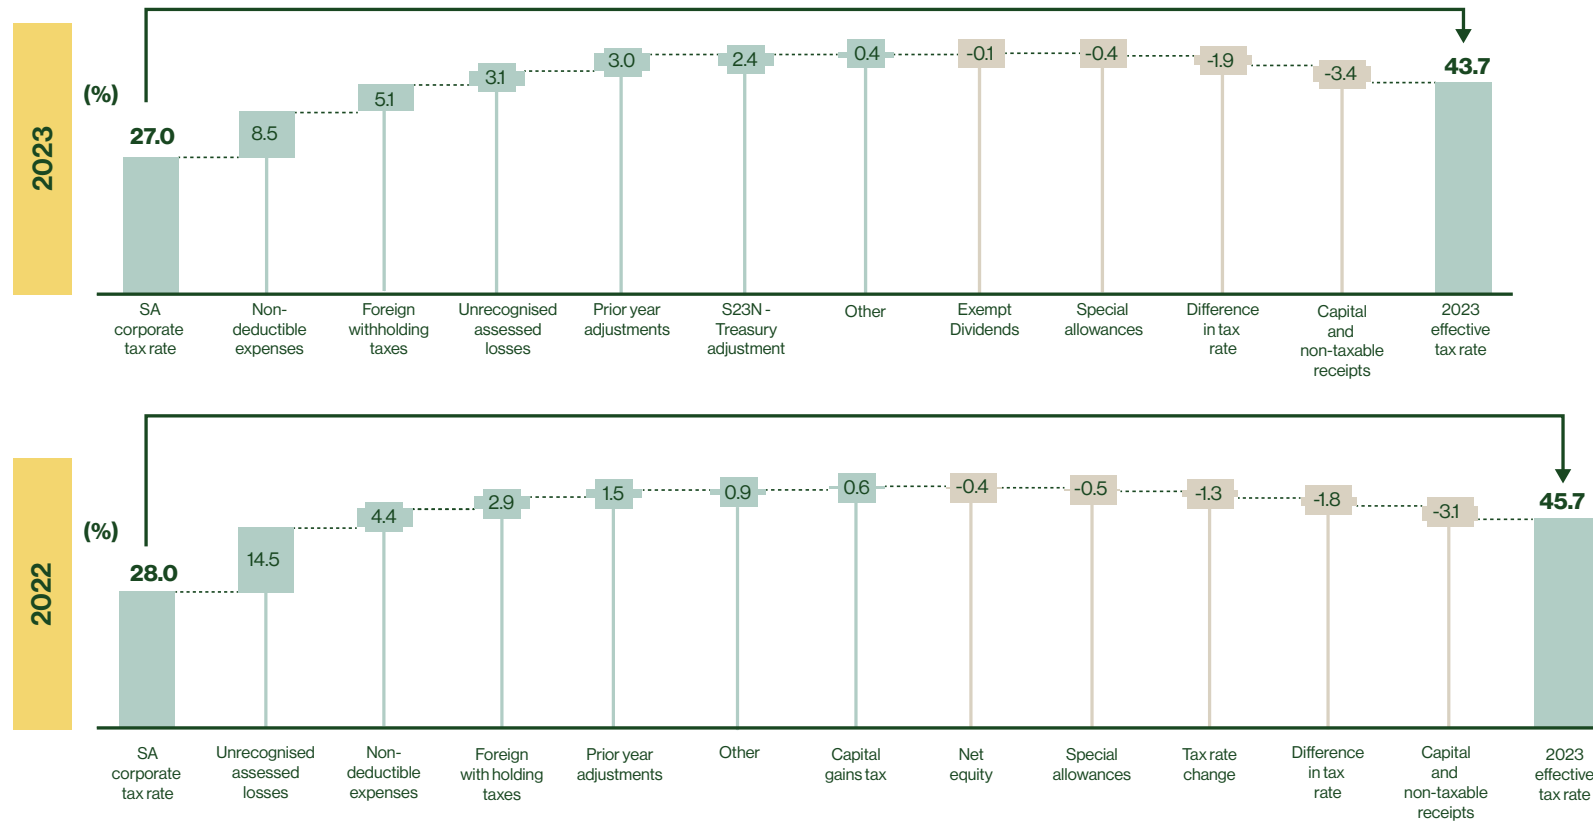 2023
(%)
27.0
8.5
5.1
3.1
3.0
2.4
0.4
-0.1
-0.4
-1.9
-3.4
43.7
SA
corporate
tax rate
Non-
deductible
expenses
Foreign
withholding
taxes
Unrecognised
assessed
losses
Prior year
adjustments
S23N -
Treasury
adjustment
Other
Exempt
Dividends
Special
allowances
Difference
in tax
rate
Capital
and
non-taxable
receipts
2023
effective
tax rate
2022
(%)
28.0
14.5
4.4
2.9
1.5
0.9
0.6
-0.4
-0.5
-1.3
-1.8
-3.1
45.7
SA
corporate
tax rate
Unrecognised
assessed
losses
Non-
deductible
expenses
Foreign
with holding
taxes
Prior year
adjustments
Other
Capital
gains tax
Net
equity
Special
allowances
Tax rate
change
Difference
in tax
rate
Capital
and
non-taxable
receipts
2023
effective
tax rate